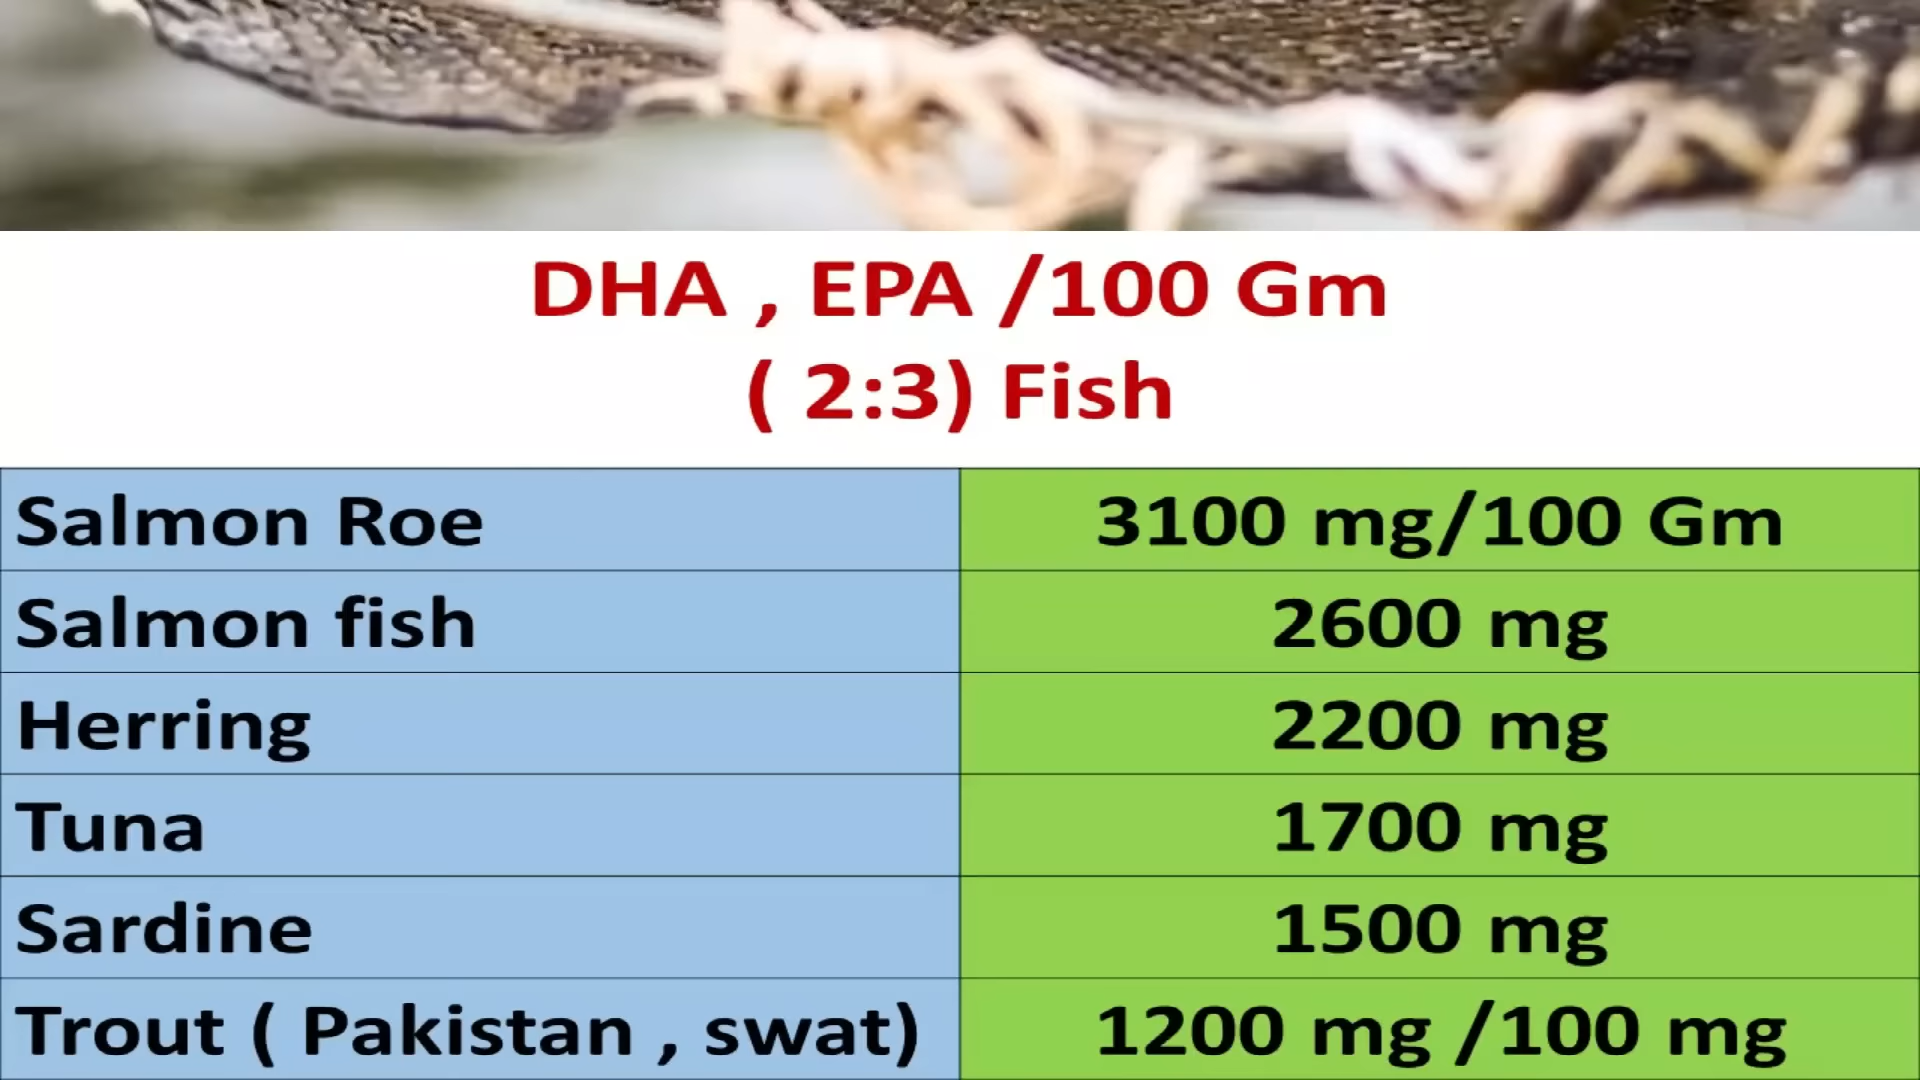 DHA , EPA /100 Gm
( 2:3) Fish
Salmon Roe 3100 mg/100 Gm
Salmon fish 2600 mg
Herring 2200 mg
Tuna 1700 mg
Sardine 1500 mg
Trout ( Pakistan , swat) 1200 mg /100 mg